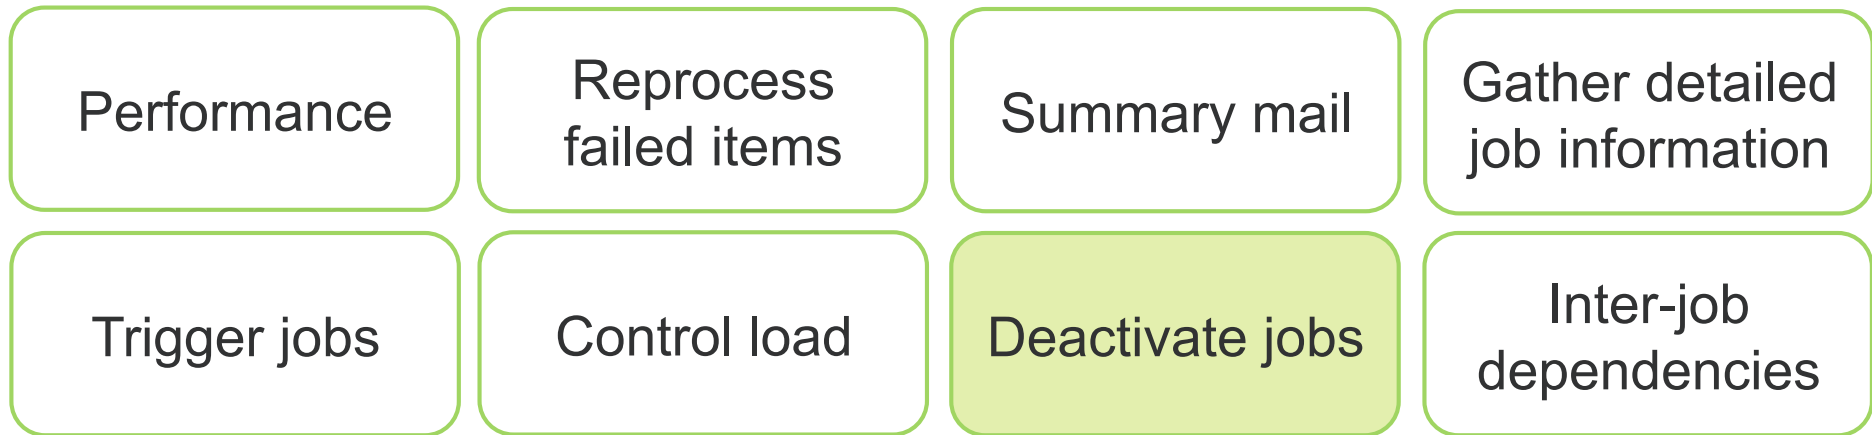 Performance
Reprocess
failed items
Summary mail
Gather detailed
job information
Trigger jobs
Control load
Deactivate jobs
Inter-job
dependencies